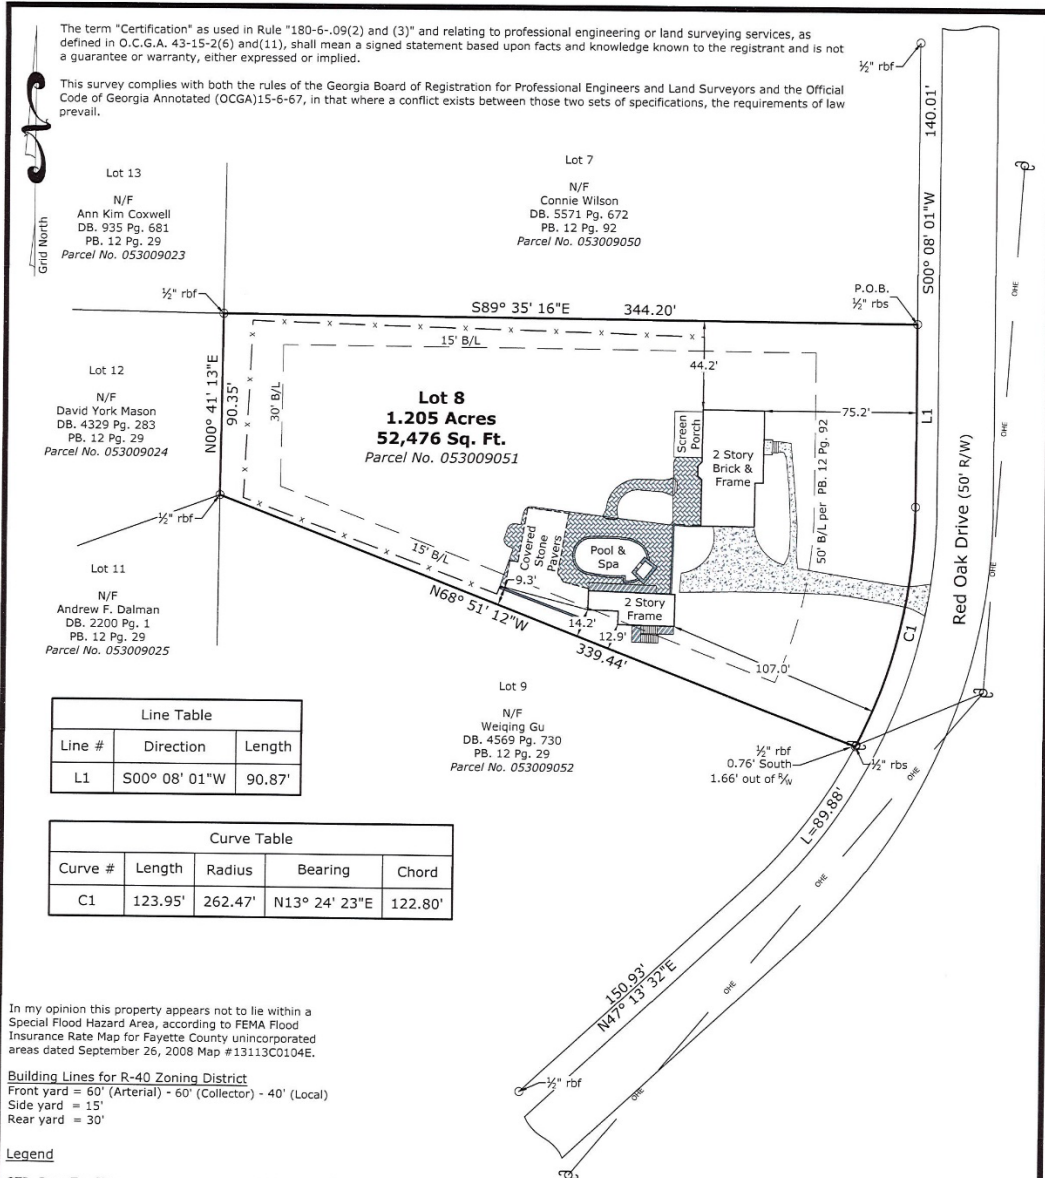 The term "Certification" as used in Rule "180-6-.09(2) and (3)" and relating to professional engineering or land surveying services, as
defined in O.C.G.A. 43-15-2(6) and(11), shall mean a signed statement based upon facts and knowledge known to the registrant and is not
a guarantee or warranty, either expressed or implied.
This survey complies with both the rules of the Georgia Board of Registration for Professional Engineers and Land Surveyors and the Official
Code of Georgia Annotated (OCGA)15-6-67, in that where a conflict exists between those two sets of specifications, the requirements of law
prevail.
½" rbf
140.01'
S00° 08' 01"W
Grid North
Lot 13
N/F
Ann Kim Coxwell
DB. 935 Pg. 681
PB. 12 Pg. 29
Parcel No. 053009023
Lot 7
N/F
Connie Wilson
DB. 5571 Pg. 672
PB. 12 Pg. 92
Parcel No. 053009050
½" rbf
P.O.B.
½" rbs
OHE
S89° 35' 16"E 344.20'
15' B/L
44.2'
N00° 41' 13"E
90.35'
30' B/L
Lot 12
N/F
David York Mason
DB. 4329 Pg. 283
PB. 12 Pg. 29
Parcel No. 053009024
Lot 8
1.205 Acres
52,476 Sq. Ft.
Parcel No. 053009051
Screen
Porch
2 Story
Brick &
Frame
75.2'
L1
OHE
50' B/L per PB. 12 Pg. 92
Red Oak Drive (50' R/W)
½" rbf
15' B/L
Covered
Stone
Pavers
Pool &
Spa
OHE
9.3'
Lot 11
N/F
Andrew F. Dalman
DB. 2200 Pg. 1
PB. 12 Pg. 29
Parcel No. 053009025
N68° 51' 12"W
339.44'
2 Story
Frame
14.2'
12.9'
107.0'
C1
Lot 9
N/F
Weiqing Gu
DB. 4569 Pg. 730
PB. 12 Pg. 29
Parcel No. 053009052
½" rbf
0.76' South
1.66' out of R/W
½" rbs
OHE
Line Table
Line # Direction Length
L1 S00° 08' 01"W 90.87'
L=89.88'
Curve Table
Curve # Length Radius Bearing Chord
C1 123.95' 262.47' N13° 24' 23"E 122.80'
OHE
150.93'
N47° 13' 32"E
OHE
½" rbf
OHE
In my opinion this property appears not to lie within a
Special Flood Hazard Area, according to FEMA Flood
Insurance Rate Map for Fayette County unincorporated
areas dated September 26, 2008 Map #13113C0104E.
Building Lines for R-40 Zoning District
Front yard = 60' (Arterial) - 60' (Collector) - 40' (Local)
Side yard = 15'
Rear yard = 30'
Legend